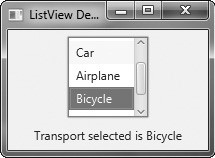 ListView De...
Car
Airplane
Bicycle
Transport selected is Bicycle